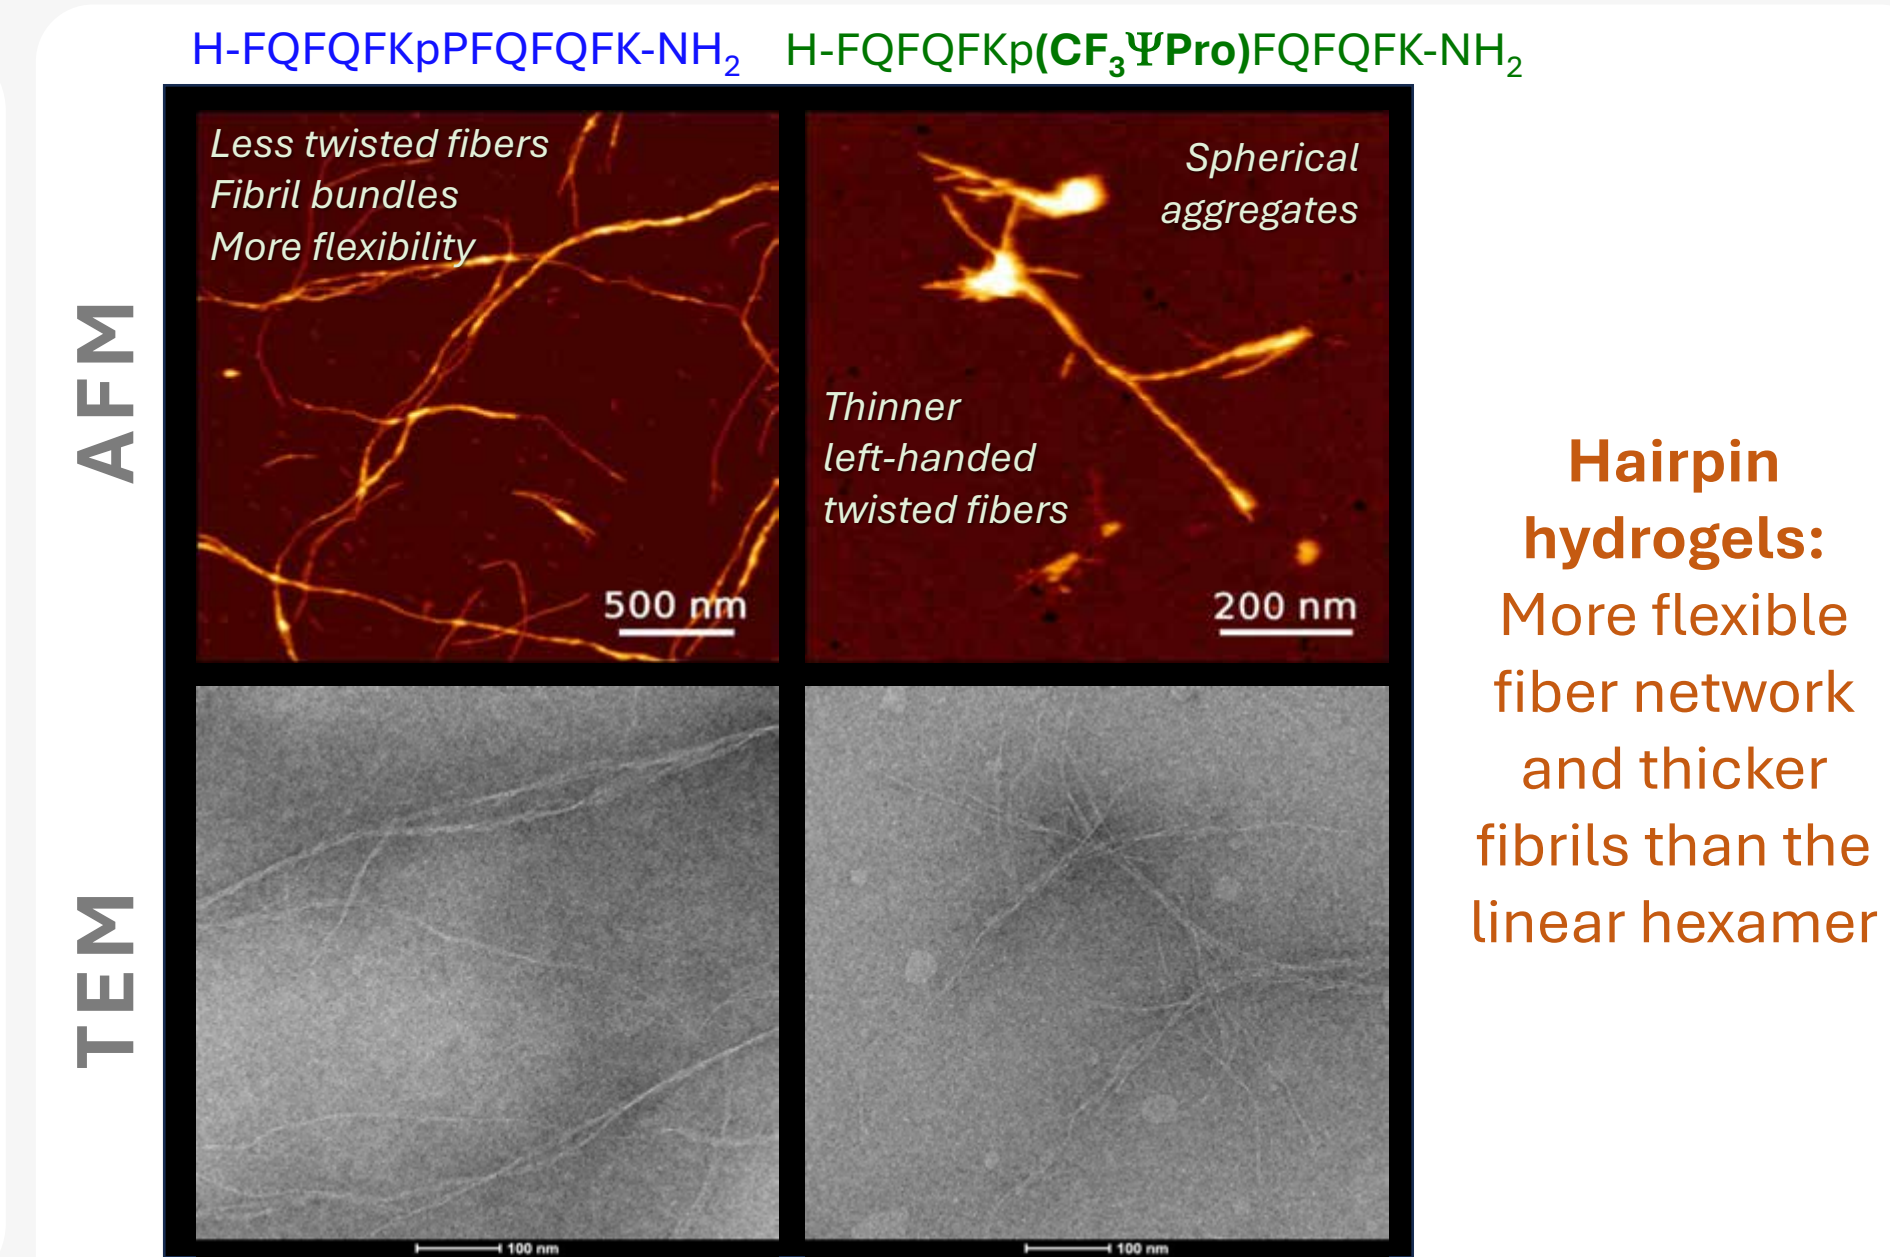 H-FQFQFKpPFQFQFK-NH₂
H-FQFQFKp(CF₃ΨPro)FQFQFK-NH₂
AFM
Less twisted fibers
Fibril bundles
More flexibility
500 nm
Spherical
aggregates
Thinner
left-handed
twisted fibers
200 nm
TEM
100 nm
100 nm
Hairpin
hydrogels:
More flexible
fiber network
and thicker
fibrils than the
linear hexamer